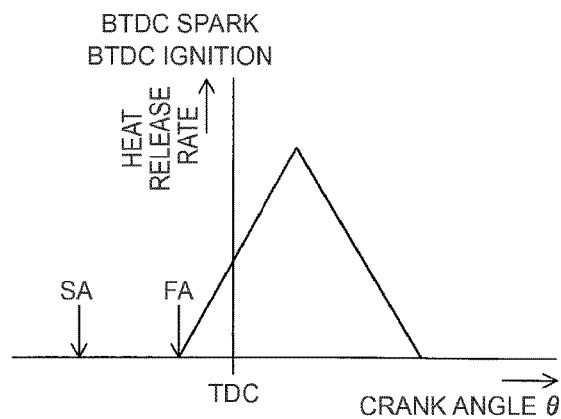 BTDC SPARK
BTDC IGNITION
HEAT
RELEASE
RATE
SA
FA
TDC
CRANK ANGLE θ